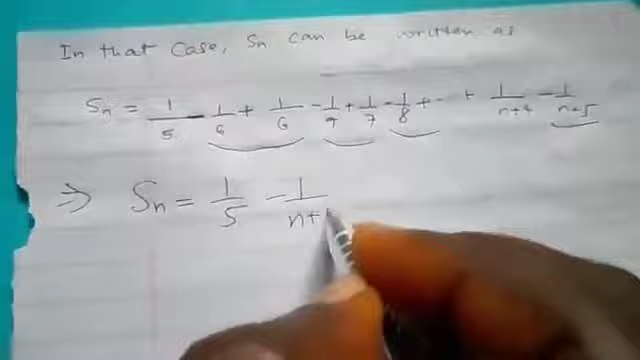 In that case, Sn can be written as
Sn = 1/5 - 1/6 + 1/6 - 1/7 + 1/7 - 1/8 + - + 1/n+4 - 1/n+5
⇒ Sn = 1/5 - 1/n+